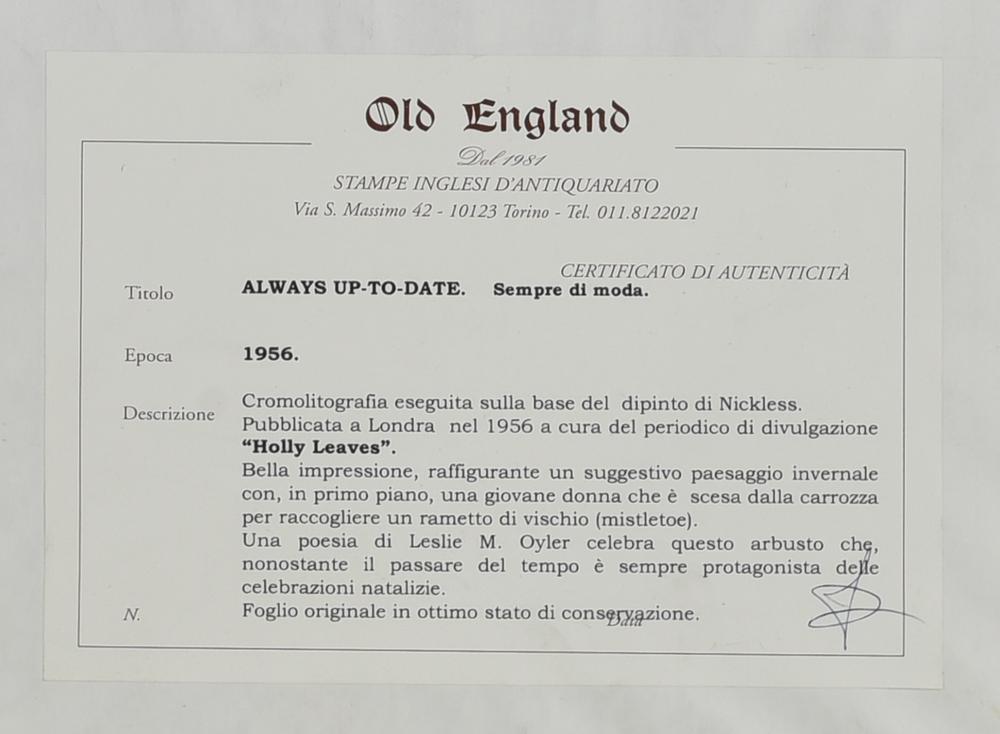 Old England
Dal 1981
STAMPE INGLESI D'ANTIQUARIATO
Via S. Massimo 42 - 10123 Torino - Tel. 011.8122021
CERTIFICATO DI AUTENTICITÀ
Titolo ALWAYS UP-TO-DATE. Sempre di moda.
Epoca 1956.
Descrizione Cromolitografia eseguita sulla base del dipinto di Nickless.
Pubblicata a Londra nel 1956 a cura del periodico di divulgazione
“Holly Leaves”.
Bella impressione, raffigurante un suggestivo paesaggio invernale
con, in primo piano, una giovane donna che è scesa dalla carrozza
per raccogliere un rametto di vischio (mistletoe).
Una poesia di Leslie M. Oyler celebra questo arbusto che,
nonostante il passare del tempo è sempre protagonista delle
celebrazioni natalizie.
N. Foglio originale in ottimo stato di conservazione.
Data